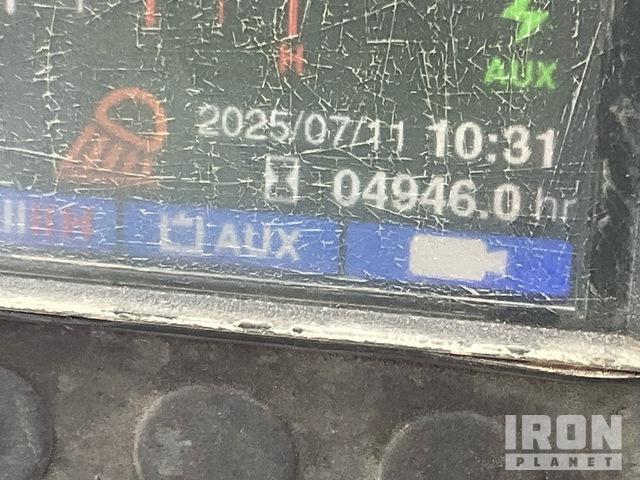 H
AUX
2025/07/11 10:31
04946.0 hr
AUX
IRON
PLANET